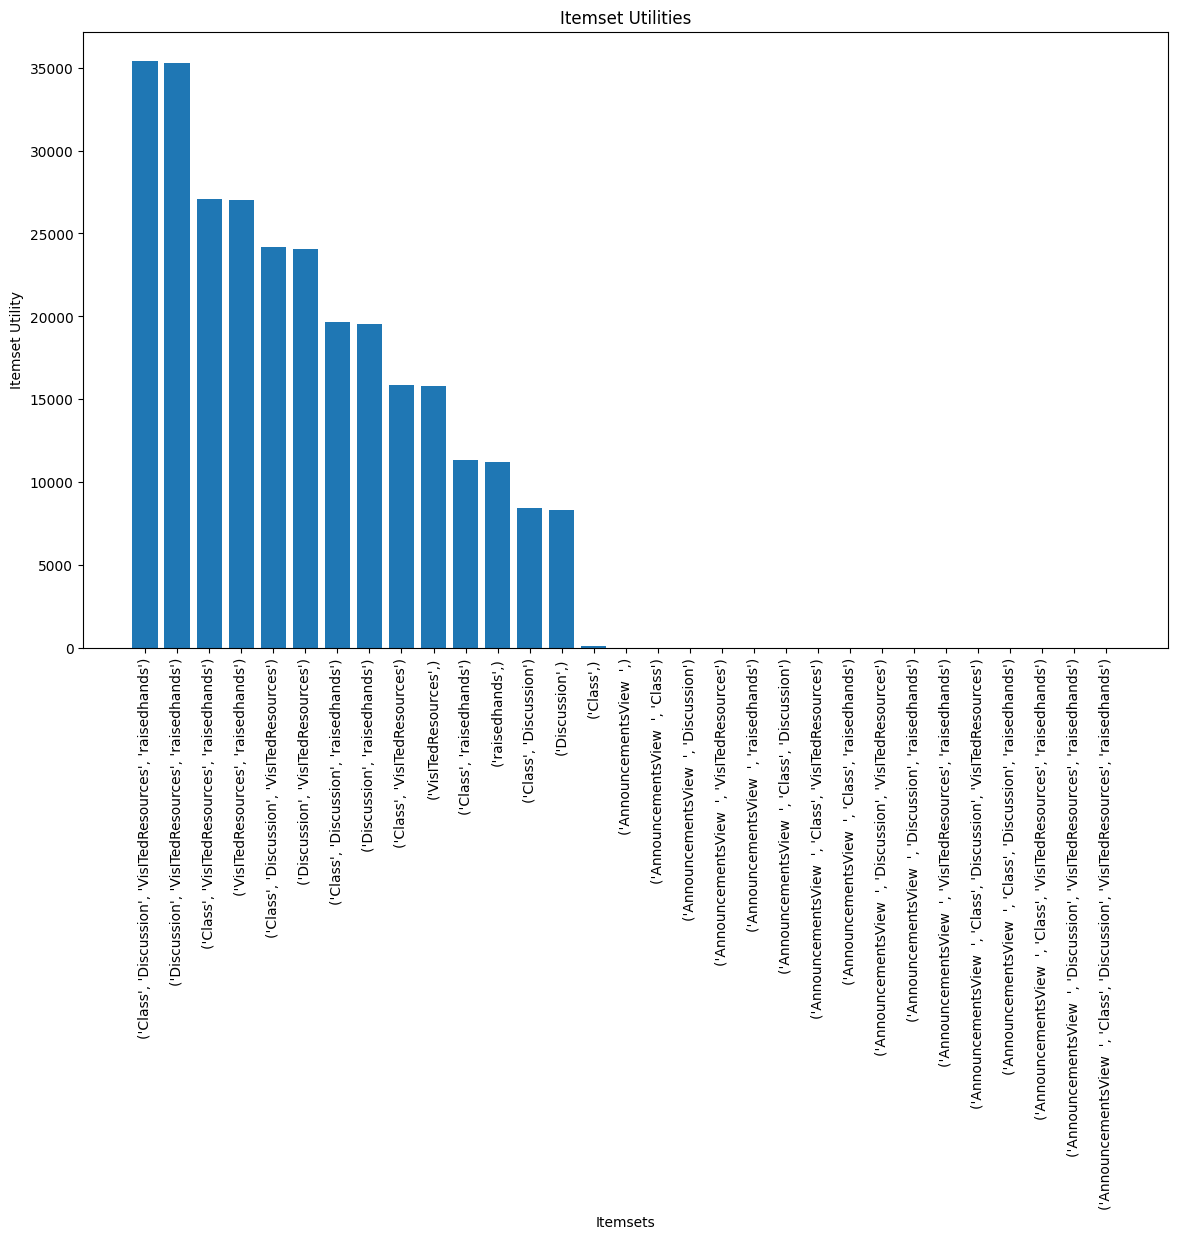 Itemset Utilities
Itemset Utility
35000
30000
25000
20000
15000
10000
5000
0
('Class', 'Discussion', 'VisITedResources', 'raisedhands')
('Discussion', 'VisITedResources', 'raisedhands')
('Class', 'VisITedResources', 'raisedhands')
('VisITedResources', 'raisedhands')
('Class', 'Discussion', 'VisITedResources')
('Discussion', 'VisITedResources')
('Class', 'Discussion', 'raisedhands')
('Discussion', 'raisedhands')
('Class', 'VisITedResources')
('VisITedResources',)
('Class', 'raisedhands')
('raisedhands',)
('Class', 'Discussion')
('Discussion',)
('Class',)
('AnnouncementsView  ',)
('AnnouncementsView  ', 'Class')
('AnnouncementsView  ', 'Discussion')
('AnnouncementsView  ', 'VisITedResources')
('AnnouncementsView  ', 'raisedhands')
('AnnouncementsView  ', 'Class', 'Discussion')
('AnnouncementsView  ', 'Class', 'VisITedResources')
('AnnouncementsView  ', 'Class', 'raisedhands')
('AnnouncementsView  ', 'Discussion', 'VisITedResources')
('AnnouncementsView  ', 'Discussion', 'raisedhands')
('AnnouncementsView  ', 'VisITedResources', 'raisedhands')
('AnnouncementsView  ', 'Class', 'Discussion', 'VisITedResources')
('AnnouncementsView  ', 'Class', 'Discussion', 'raisedhands')
('AnnouncementsView  ', 'Class', 'VisITedResources', 'raisedhands')
('AnnouncementsView  ', 'Discussion', 'VisITedResources', 'raisedhands')
('AnnouncementsView  ', 'Class', 'Discussion', 'VisITedResources', 'raisedhands')
Itemsets